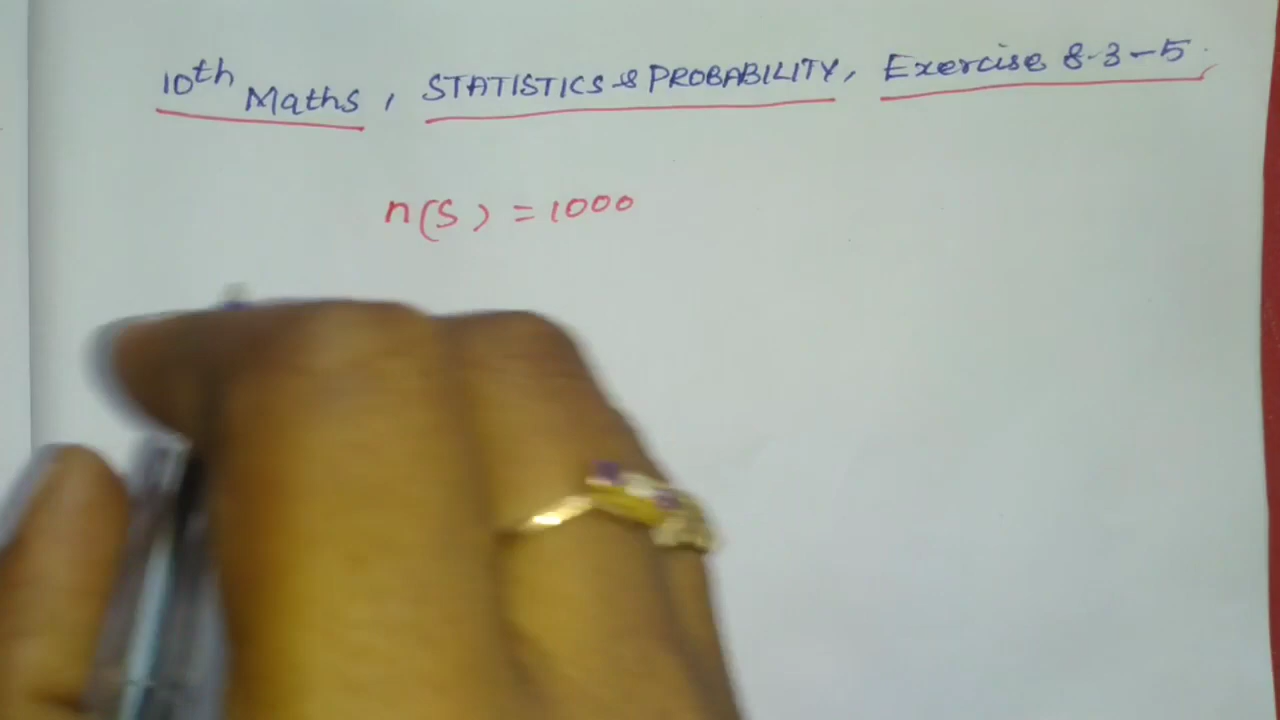 10th Maths, STATISTICS & PROBABILITY, Exercise 8-3-5.
n(S) = 1000